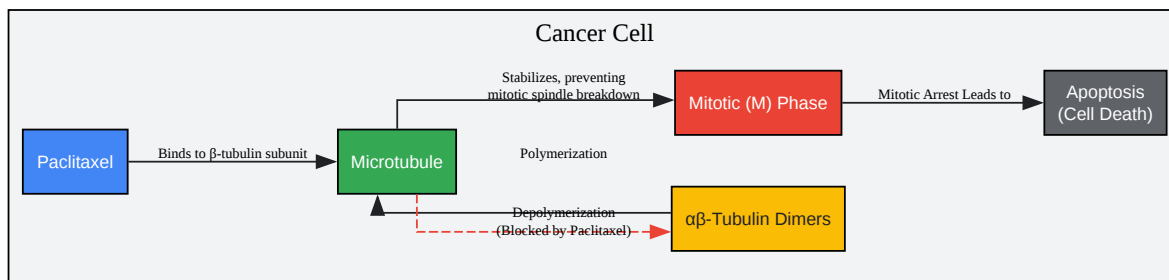 Cancer Cell
Stabilizes, preventing
mitotic spindle breakdown
Mitotic (M) Phase
Mitotic Arrest Leads to
Apoptosis
(Cell Death)
Paclitaxel
Binds to β-tubulin subunit
Microtubule
Polymerization
Depolymerization
(Blocked by Paclitaxel)
αβ-Tubulin Dimers